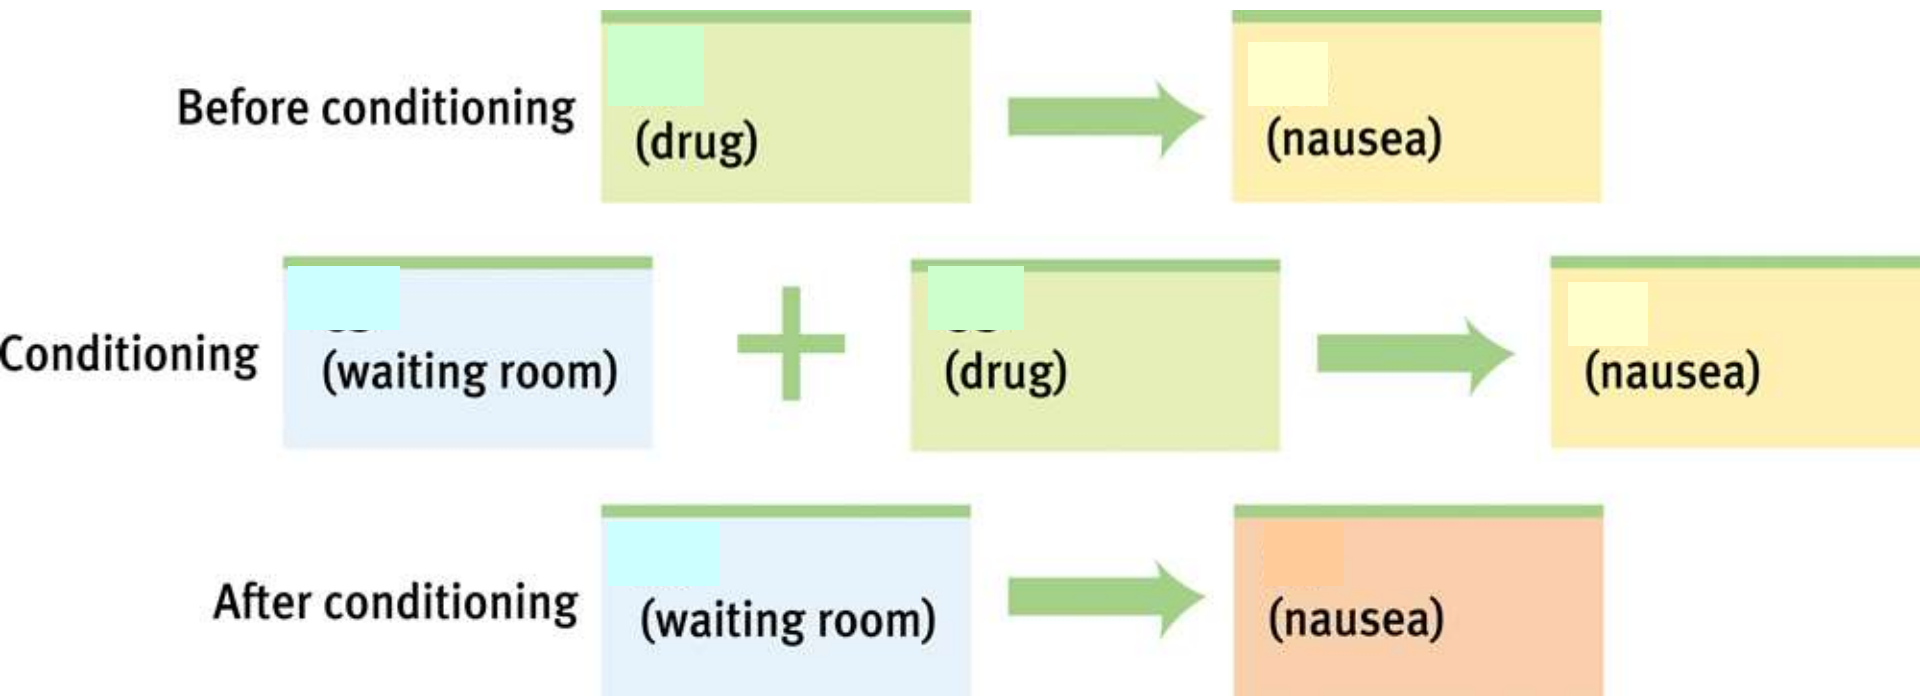 Before conditioning
(drug)
(nausea)
Conditioning
(waiting room)
(drug)
(nausea)
After conditioning
(waiting room)
(nausea)